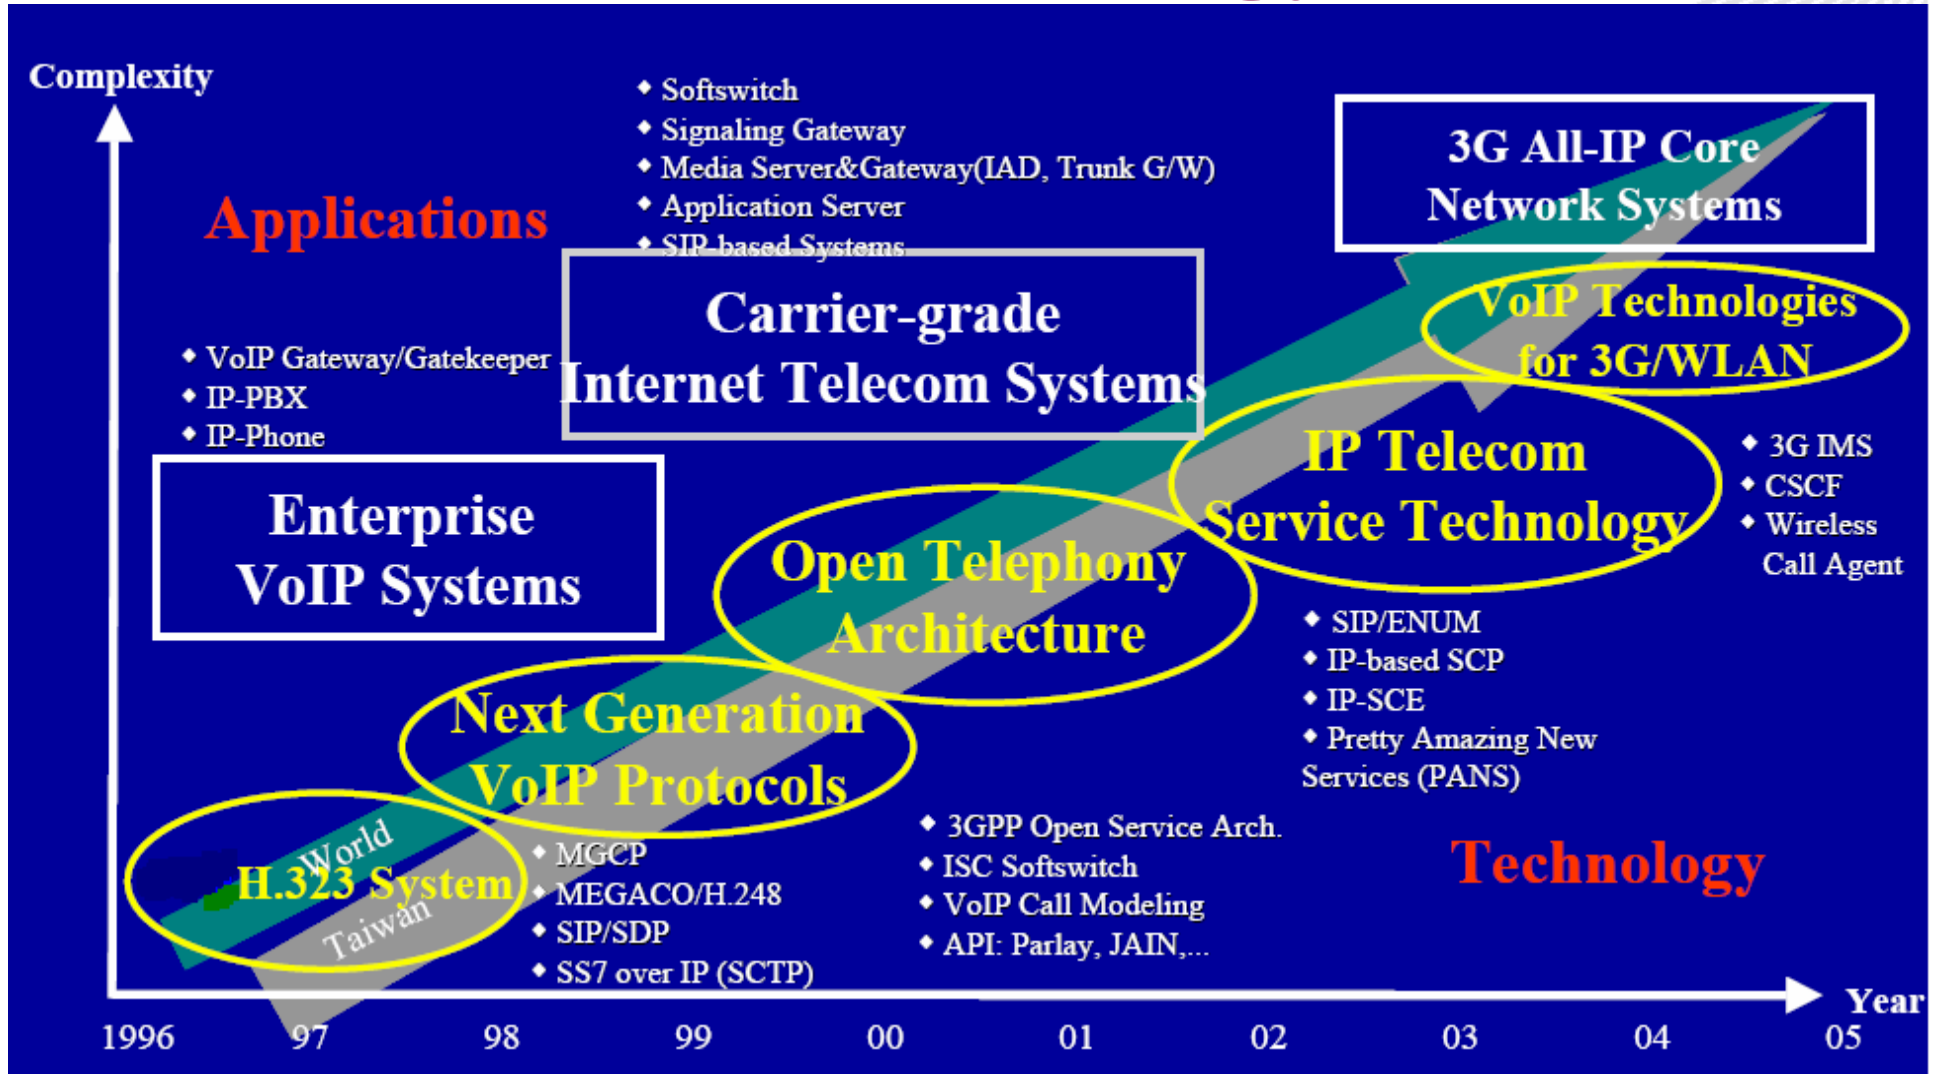 Complexity
◆ Softswitch
◆ Signaling Gateway
◆ Media Server&Gateway(IAD, Trunk G/W)
◆ Application Server
◆ SIP-based Systems
3G All-IP Core
Network Systems
Applications
Carrier-grade
Internet Telecom Systems
VoIP Technologies
for 3G/WLAN
◆ VoIP Gateway/Gatekeeper
◆ IP-PBX
◆ IP-Phone
Enterprise
VoIP Systems
IP Telecom
Service Technology
◆ 3G IMS
◆ CSCF
◆ Wireless
Call Agent
Open Telephony
Architecture
◆ SIP/ENUM
◆ IP-based SCP
◆ IP-SCE
◆ Pretty Amazing New
Services (PANS)
Next Generation
VoIP Protocols
World
H.323 System
Taiwan
◆ MGCP
◆ MEGACO/H.248
◆ SIP/SDP
◆ SS7 over IP (SCTP)
◆ 3GPP Open Service Arch.
◆ ISC Softswitch
◆ VoIP Call Modeling
◆ API: Parlay, JAIN,...
Technology
Year
1996 97 98 99 00 01 02 03 04 05